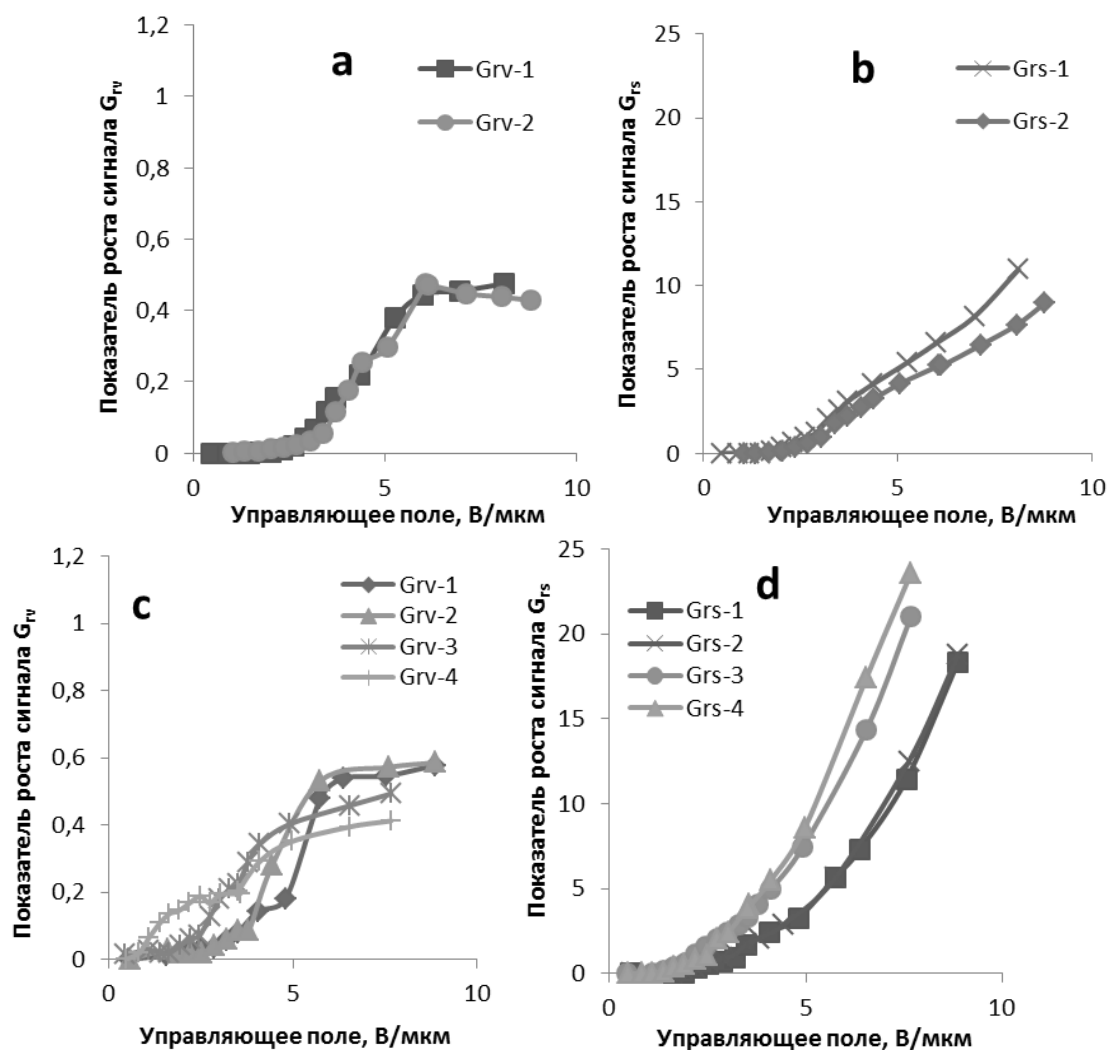 Показатель роста сигнала Grv
1,2
1
0,8
0,6
0,4
0,2
0
a
Grv-1
Grv-2
0
5
10
Управляющее поле, В/мкм
Показатель роста сигнала Grs
25
20
15
10
5
0
b
Grs-1
Grs-2
0
5
10
Управляющее поле, В/мкм
Показатель роста сигнала Grv
1,2
1
0,8
0,6
0,4
0,2
0
c
Grv-1
Grv-2
Grv-3
Grv-4
0
5
10
Управляющее поле, В/мкм
Показатель роста сигнала Grs
25
20
15
10
5
0
d
Grs-1
Grs-2
Grs-3
Grs-4
0
5
10
Управляющее поле, В/мкм